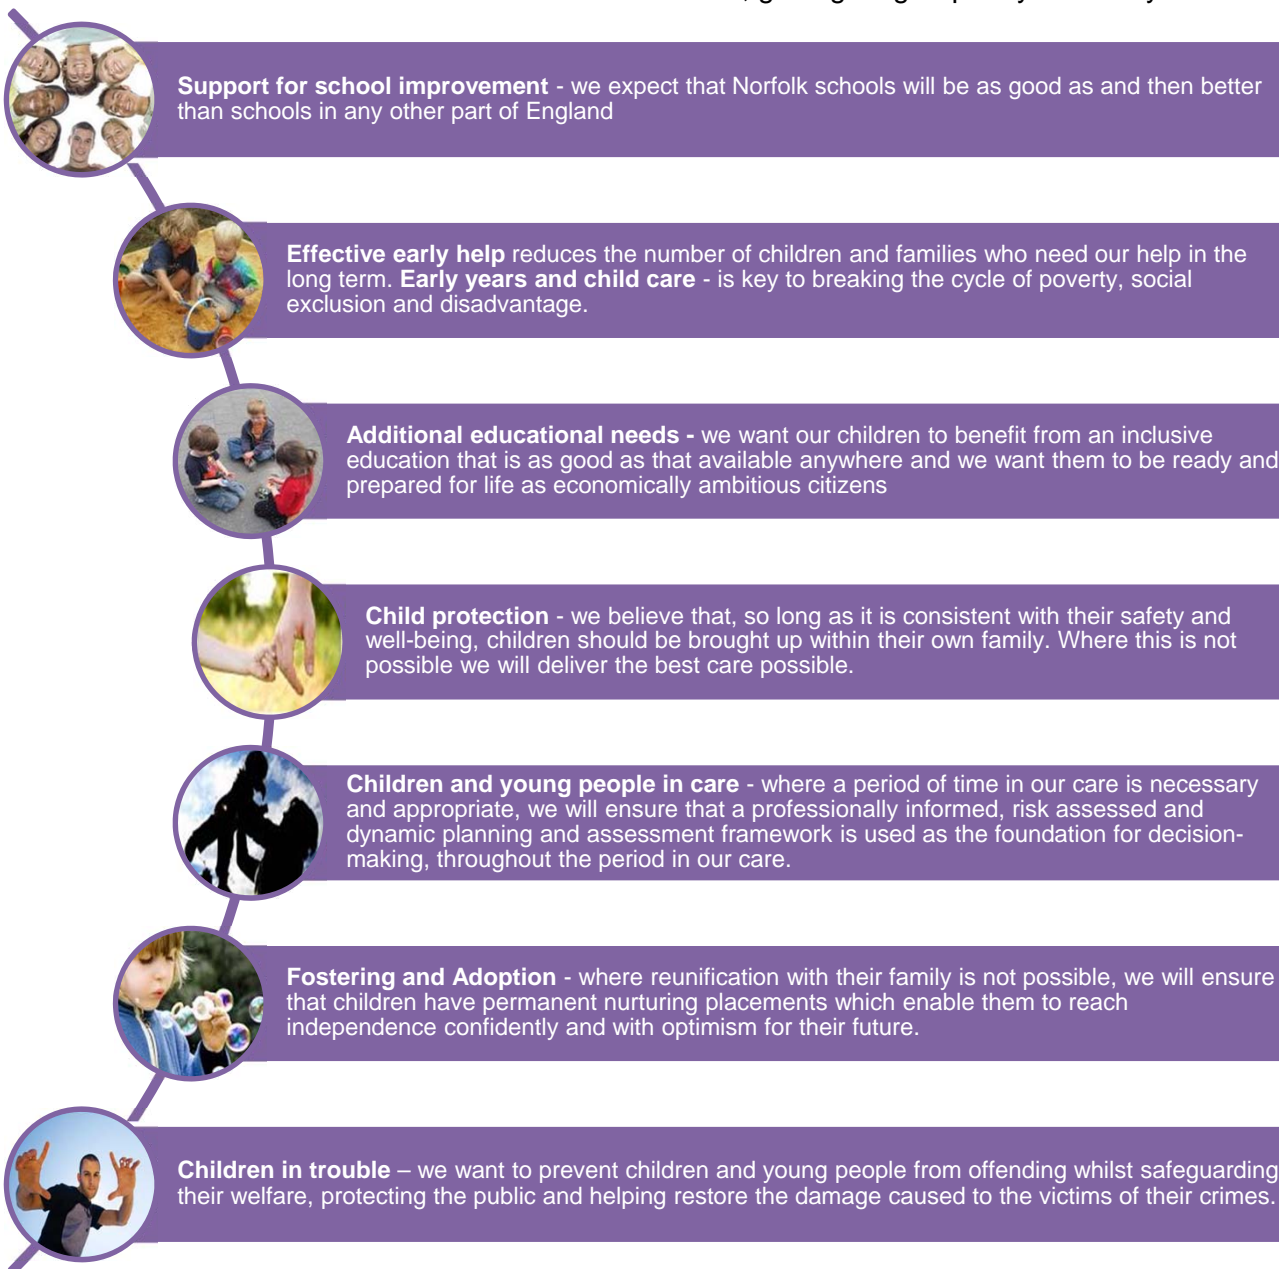 Support for school improvement - we expect that Norfolk schools will be as good as and then better
than schools in any other part of England
Effective early help reduces the number of children and families who need our help in the
long term. Early years and child care - is key to breaking the cycle of poverty, social
exclusion and disadvantage.
Additional educational needs - we want our children to benefit from an inclusive
education that is as good as that available anywhere and we want them to be ready and
prepared for life as economically ambitious citizens
Child protection - we believe that, so long as it is consistent with their safety and
well-being, children should be brought up within their own family. Where this is not
possible we will deliver the best care possible.
Children and young people in care - where a period of time in our care is necessary
and appropriate, we will ensure that a professionally informed, risk assessed and
dynamic planning and assessment framework is used as the foundation for decision-
making, throughout the period in our care.
Fostering and Adoption - where reunification with their family is not possible, we will ensure
that children have permanent nurturing placements which enable them to reach
independence confidently and with optimism for their future.
Children in trouble – we want to prevent children and young people from offending whilst safeguarding
their welfare, protecting the public and helping restore the damage caused to the victims of their crimes.